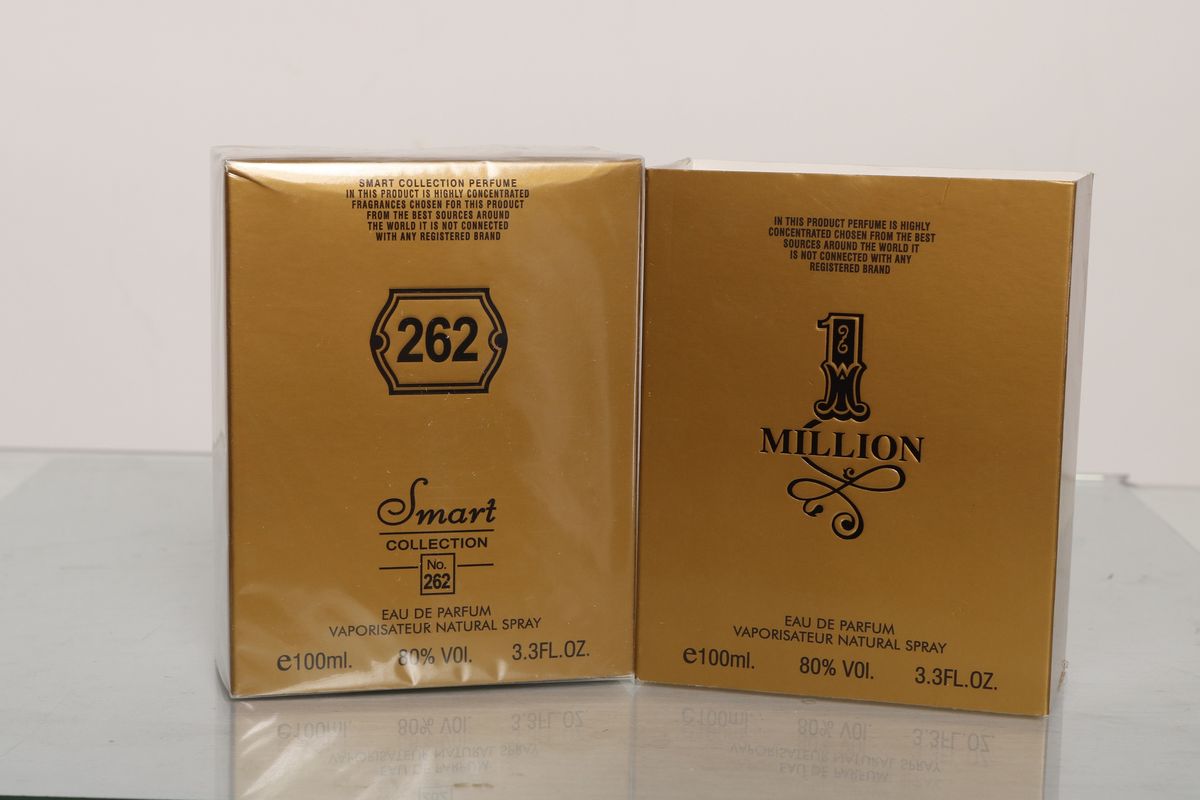 SMART COLLECTION PERFUME
IN THIS PRODUCT IS HIGHLY CONCENTRATED
FRAGRANCES CHOSEN FOR THIS PRODUCT
FROM THE BEST SOURCES AROUND
THE WORLD IT IS NOT CONNECTED
WITH ANY REGISTERED BRAND
262
Smart
COLLECTION
No.
262
EAU DE PARFUM
VAPORISATEUR NATURAL SPRAY
e100ml. 80% VOl. 3.3FL.OZ.
IN THIS PRODUCT PERFUME IS HIGHLY
CONCENTRATED CHOSEN FROM THE BEST
SOURCES AROUND THE WORLD IT
IS NOT CONNECTED WITH ANY
REGISTERED BRAND
1
MILLION
EAU DE PARFUM
VAPORISATEUR NATURAL SPRAY
e100ml. 80% VOl. 3.3FL.OZ.